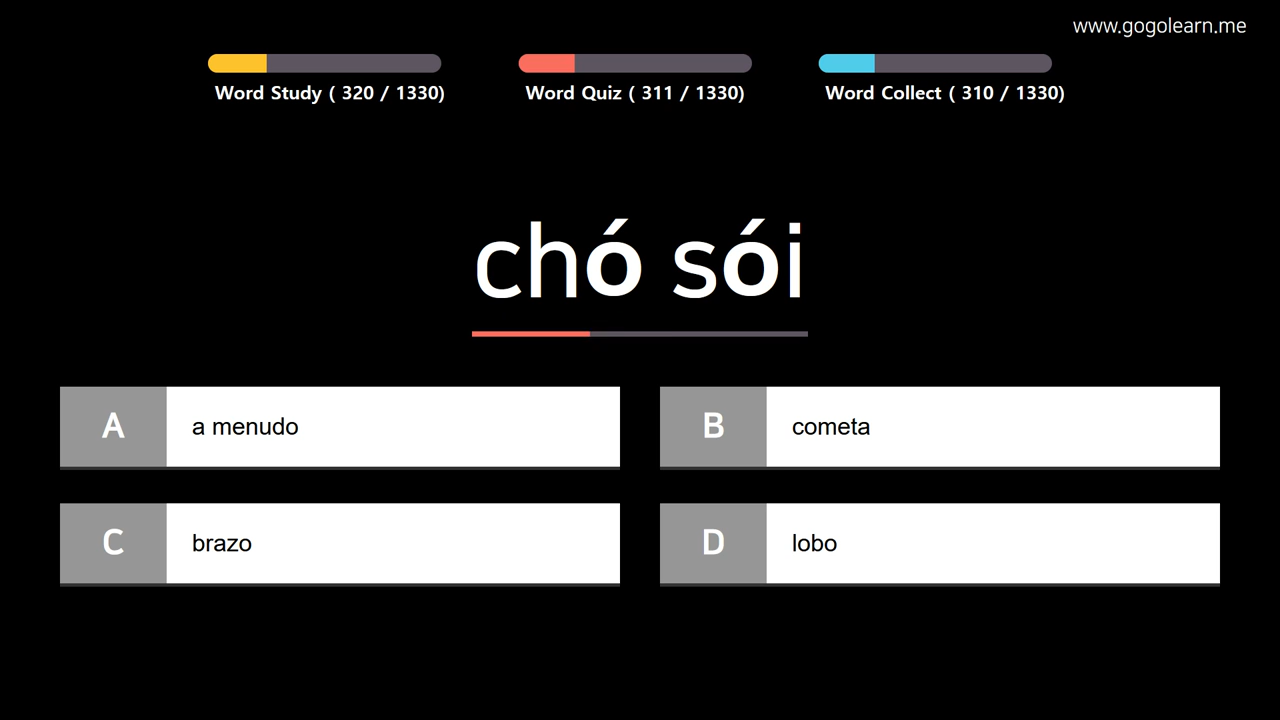 www.gogolearn.me
Word Study ( 320 / 1330)
Word Quiz ( 311 / 1330)
Word Collect ( 310 / 1330)
chó sói
A a menudo
B cometa
C brazo
D lobo